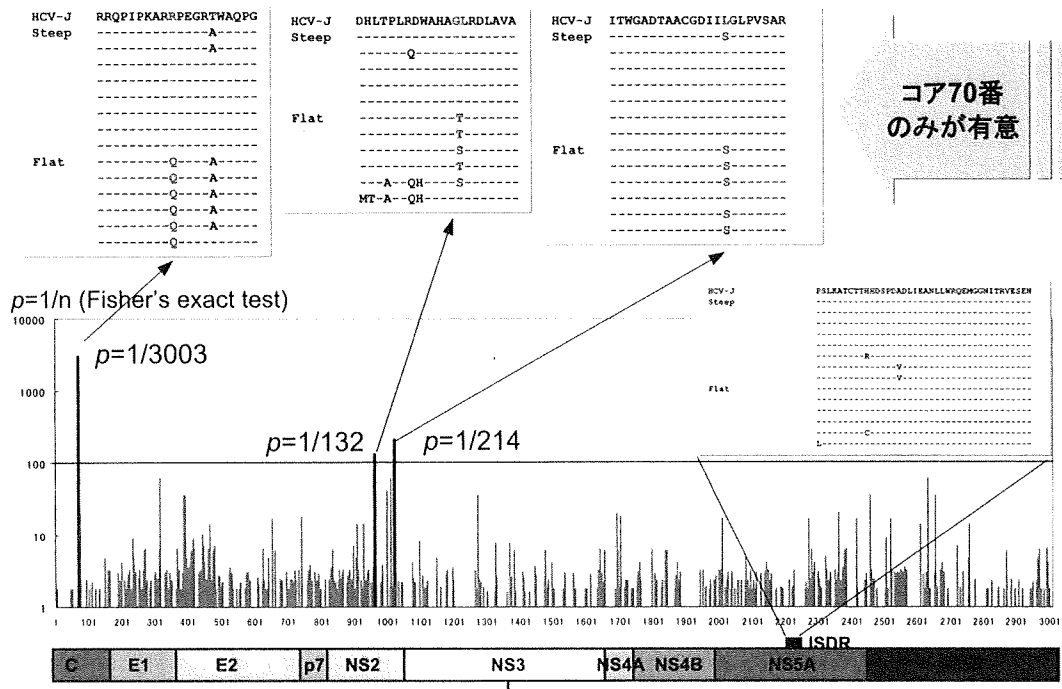 HCV-J RRQPIPKARRPEGRTWAQPG
Steep --------------A-----
--------------A-----
--------------------
--------------------
--------------------
--------------------
--------------------
--------------------
Flat ---------Q----A-----
---------Q----A-----
---------Q----A-----
---------Q----A-----
---------Q----A-----
---------Q----------
HCV-J DHLTPLRDWAHAGLRDLAVA
Steep --------------------
------Q-------------
--------------------
--------------------
--------------------
Flat ------------T-------
------------T-------
------------S-------
------------T-------
---A--QH----S-------
MT-A--QH------------
HCV-J ITWGADTAACGDIILGLPVSAR
Steep --------------S-------
----------------------
----------------------
----------------------
----------------------
----------------------
----------------------
Flat --------------S-------
--------------S-------
--------------S-------
----------------------
--------------S-------
--------------S-------
コア70番
のみが有意
HCV-J PSLKATCTTHHDSPDADLIEANLLWRQEMGGNITRVESEN
Steep ----------------------------------------
----------------------------------------
----------------------------------------
----------------------------------------
----------------------------------------
---------R------------------------------
---------------V------------------------
---------------V------------------------
Flat ----------------------------------------
----------------------------------------
----------------------------------------
----------------------------------------
---------C------------------------------
L---------------------------------------
p=1/n (Fisher's exact test)
10000
1000
100
10
1
p=1/3003
p=1/132
p=1/214
1 101 201 301 401 501 601 701 801 901 1001 1101 1201 1301 1401 1501 1601 1701 1801 1901 2001 2101 2201 2301 2401 2501 2601 2701 2801 2901 3001
ISDR
C E1 E2 p7 NS2 NS3 NS4A NS4B NS5A